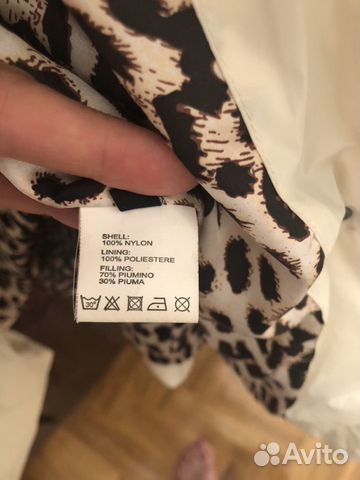 SHELL:
100% NYLON
LINING:
100% POLIESTERE
FILLING:
70% PIUMINO
30% PIUMA
30°
Avito